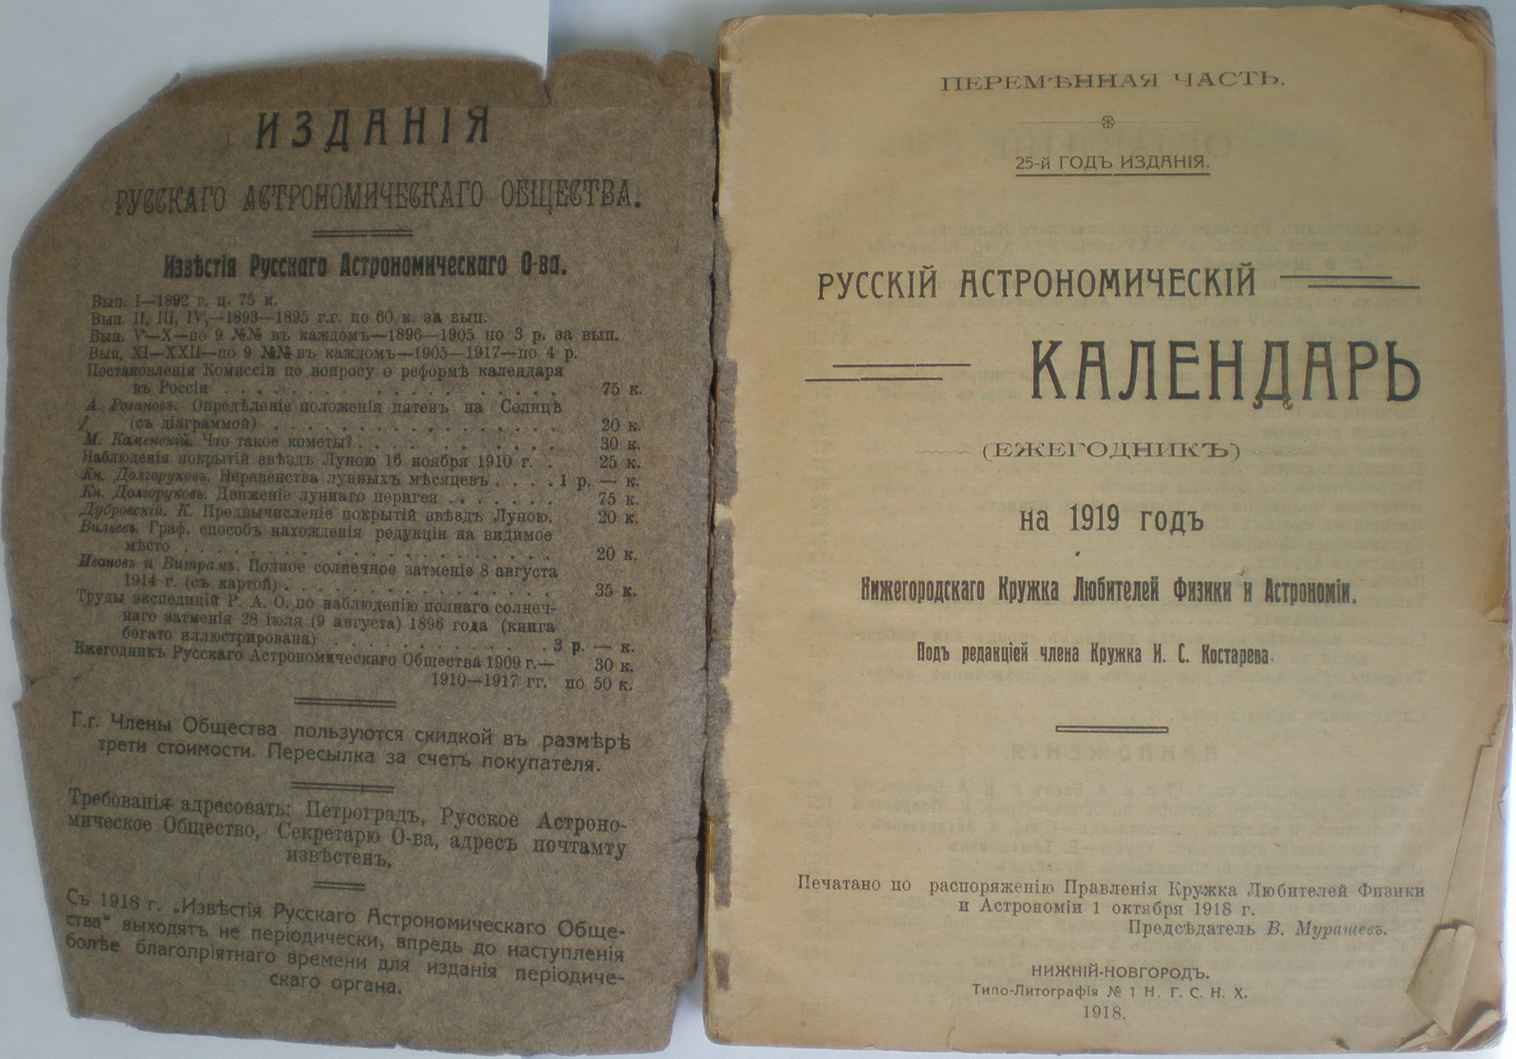 ИЗДАНІЯ
РУССКАГО АСТРОНОМИЧЕСКАГО ОБЩЕСТВА.
Извѣстія Русскаго Астрономическаго О-ва.
Вып. I—1892 г. ц. 75 к.
Вып. II, III, IV,—1893—1895 г.г. по 60 к. за вып.
Вып. V—X—по 9 №№ въ каждомъ—1896—1905 по 3 р. за вып.
Вып. XI—XXII—по 9 №№ въ каждомъ—1905—1917—по 4 р.
Постановленія Комиссіи по вопросу о реформѣ календаря
въ Россіи . . . 75 к.
А. Розановъ. Опредѣленіе положенія пятенъ на Солнцѣ
(съ діаграммой) . . . 20 к.
М. Каменскій. Что такое кометы? . . . 30 к.
Наблюденія покрытій звѣздъ Луною 16 ноября 1910 г. . 25 к.
Кн. Долгоруковъ. Неравенства лунныхъ мѣсяцевъ . . . . 1 р. — к.
Кн. Долгоруковъ. Движеніе луннаго перигея . . . 75 к.
Дубровскій. К. Предвычисленіе покрытій звѣздъ Луною. 20 к.
Вильевъ. Граф. способъ нахожденія редукціи на видимое
мѣсто . . . 20 к.
Ивановъ и Витрамъ. Полное солнечное затменіе 8 августа
1914 г. (съ картой) . . . 35 к.
Труды экспедицій Р. А. О. по наблюденію полнаго солнеч-
наго затменія 28 іюля (9 августа) 1896 года (книга
богато иллюстрирована) . . . 3 р. — к.
Ежегодникъ Русскаго Астрономическаго Общества 1909 г.— 30 к.
1910—1917 гг. по 50 к.
Г.г. Члены Общества пользуются скидкой въ размѣрѣ
трети стоимости. Пересылка за счетъ покупателя.
Требованія адресовать: Петроградъ, Русское Астроно-
мическое Общество, Секретарю О-ва, адресъ почтамту
извѣстенъ.
Съ 1918 г. „Извѣстія Русскаго Астрономическаго Обще-
ства" выходятъ не періодически, впредь до наступленія
болѣе благопріятнаго времени для изданія періодиче-
скаго органа.
ПЕРЕМѢННАЯ ЧАСТЬ.
25-й ГОДЪ ИЗДАНІЯ.
РУССКІЙ АСТРОНОМИЧЕСКІЙ
КАЛЕНДАРЬ
(ЕЖЕГОДНИКЪ)
на 1919 годъ
Нижегородскаго Кружка Любителей Физики и Астрономіи.
Подъ редакціей члена Кружка И. С. Костарева.
Печатано по распоряженію Правленія Кружка Любителей Физики
и Астрономіи 1 октября 1918 г.
Предсѣдатель В. Мурашевъ.
НИЖНІЙ-НОВГОРОДЪ.
Типо-Литографія № 1 Н. Г. С. Н. Х.
1918.